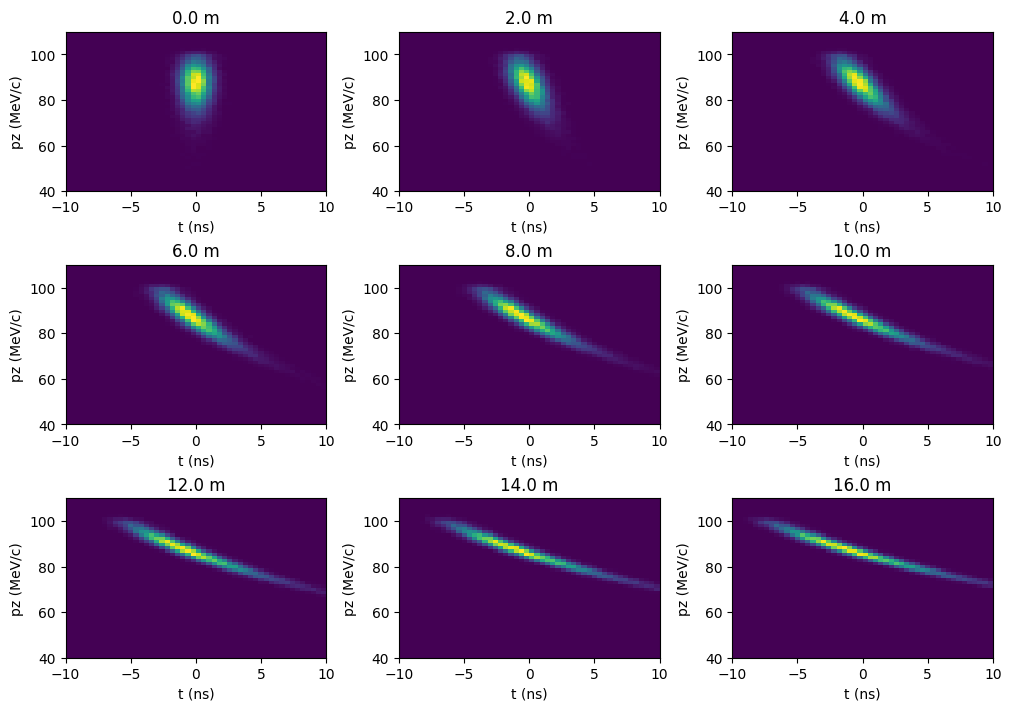 0.0 m
2.0 m
4.0 m
pz (MeV/c)
100
80
60
40
−10 −5 0 5 10
t (ns)
pz (MeV/c)
100
80
60
40
−10 −5 0 5 10
t (ns)
pz (MeV/c)
100
80
60
40
−10 −5 0 5 10
t (ns)
6.0 m
8.0 m
10.0 m
pz (MeV/c)
100
80
60
40
−10 −5 0 5 10
t (ns)
pz (MeV/c)
100
80
60
40
−10 −5 0 5 10
t (ns)
pz (MeV/c)
100
80
60
40
−10 −5 0 5 10
t (ns)
12.0 m
14.0 m
16.0 m
pz (MeV/c)
100
80
60
40
−10 −5 0 5 10
t (ns)
pz (MeV/c)
100
80
60
40
−10 −5 0 5 10
t (ns)
pz (MeV/c)
100
80
60
40
−10 −5 0 5 10
t (ns)